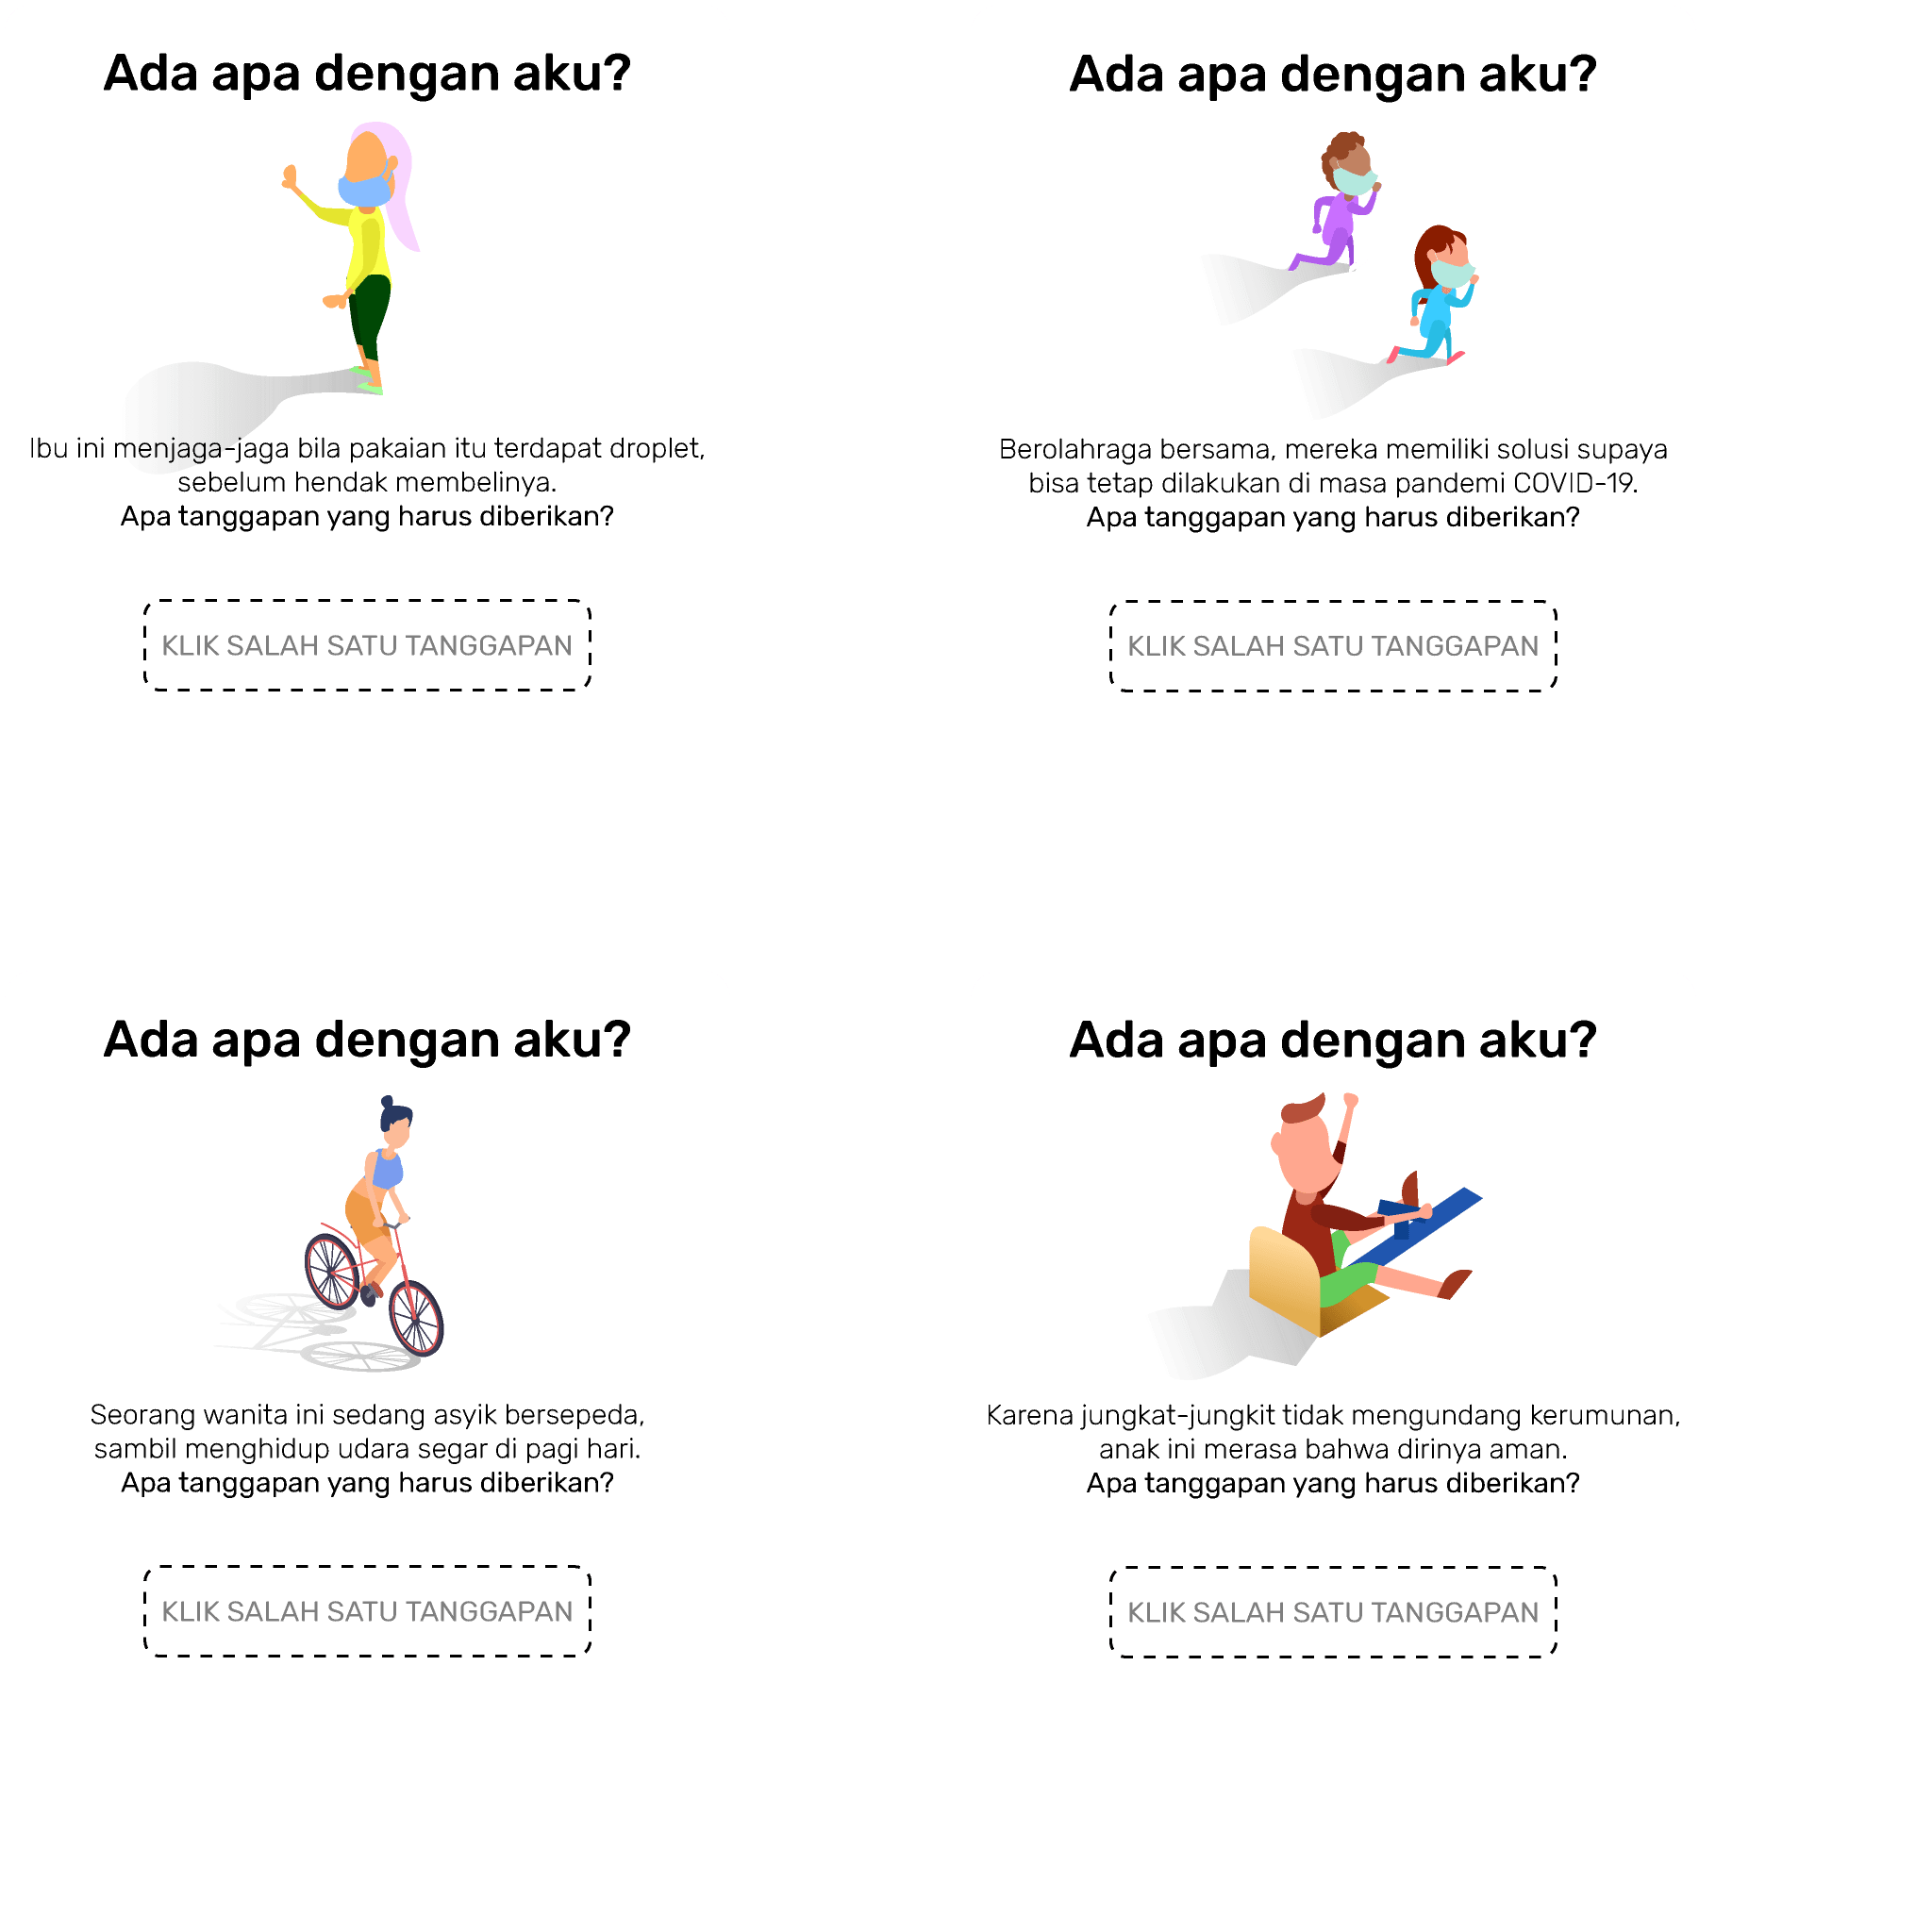 Ada apa dengan aku?
Ibu ini menjaga-jaga bila pakaian itu terdapat droplet,
sebelum hendak membelinya.
Apa tanggapan yang harus diberikan?
KLIK SALAH SATU TANGGAPAN
Ada apa dengan aku?
Berolahraga bersama, mereka memiliki solusi supaya
bisa tetap dilakukan di masa pandemi COVID-19.
Apa tanggapan yang harus diberikan?
KLIK SALAH SATU TANGGAPAN
Ada apa dengan aku?
Seorang wanita ini sedang asyik bersepeda,
sambil menghidup udara segar di pagi hari.
Apa tanggapan yang harus diberikan?
KLIK SALAH SATU TANGGAPAN
Ada apa dengan aku?
Karena jungkat-jungkit tidak mengundang kerumunan,
anak ini merasa bahwa dirinya aman.
Apa tanggapan yang harus diberikan?
KLIK SALAH SATU TANGGAPAN